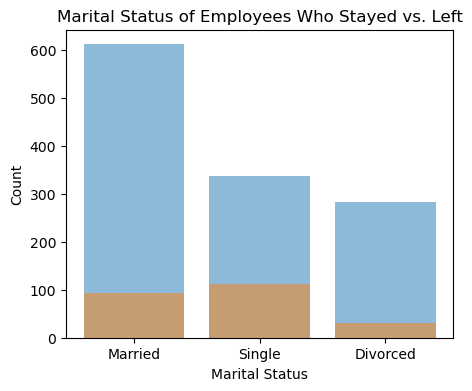 Marital Status of Employees Who Stayed vs. Left
600
500
400
300
200
100
0
Count
Married Single Divorced
Marital Status